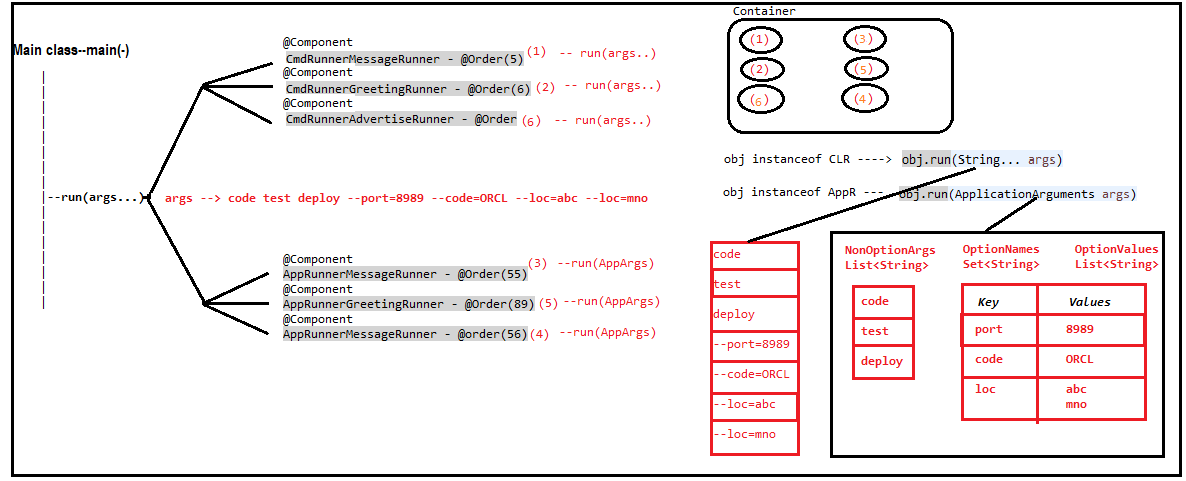 Container
Main class--main(-)
@Component
CmdRunnerMessageRunner - @Order(5) (1) -- run(args..)
@Component
CmdRunnerGreetingRunner - @Order(6) (2) -- run(args..)
@Component
CmdRunnerAdvertiseRunner - @Order (6) -- run(args..)
(1) (3)
(2) (5)
(6) (4)
--run(args...)
args --> code test deploy --port=8989 --code=ORCL --loc=abc --loc=mno
@Component
AppRunnerMessageRunner - @Order(55) (3) --run(AppArgs)
@Component
AppRunnerGreetingRunner - @Order(89) (5) --run(AppArgs)
@Component
AppRunnerMessageRunner - @order(56) (4) --run(AppArgs)
obj instanceof CLR ----> obj.run(String... args)
obj instanceof AppR --- obj.run(ApplicationArguments args)
code
test
deploy
--port=8989
--code=ORCL
--loc=abc
--loc=mno
NonOptionArgs
List<String>
code
test
deploy
OptionNames
Set<String>
OptionValues
List<String>
Key Values
port 8989
code ORCL
loc abc
mno